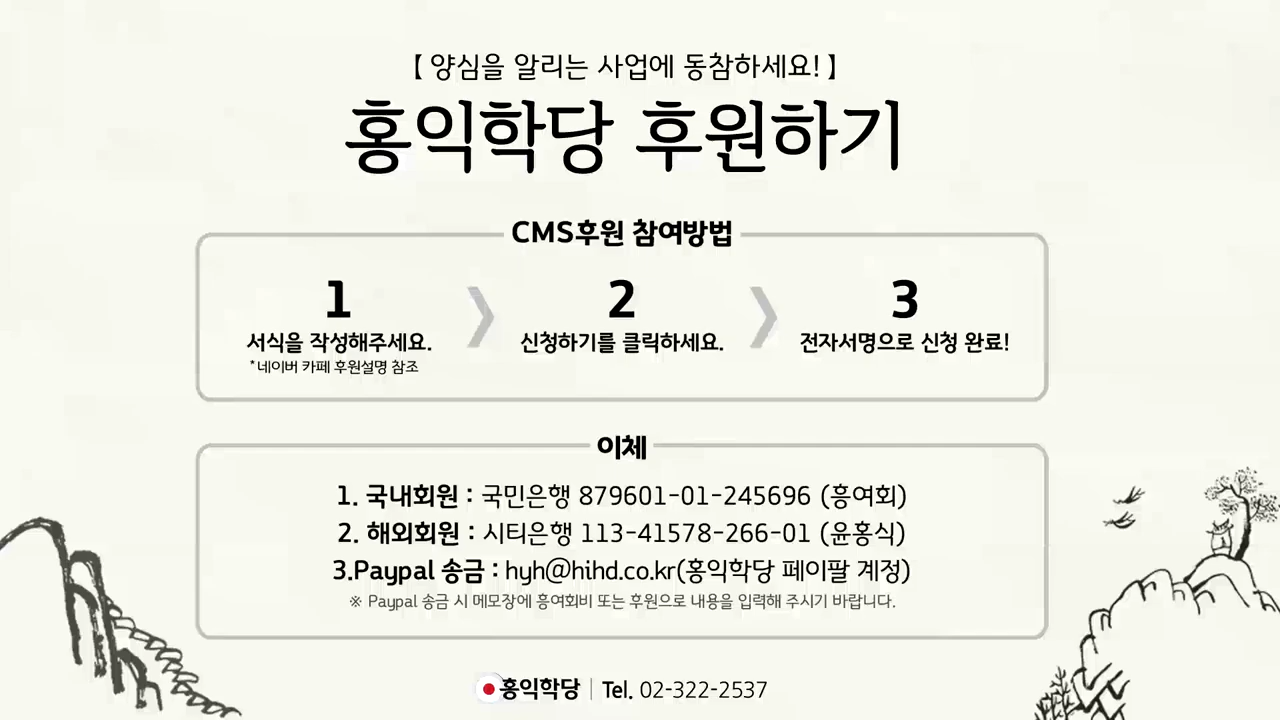 【 양심을 알리는 사업에 동참하세요! 】
홍익학당 후원하기
CMS후원 참여방법
1
서식을 작성해주세요.
*네이버 카페 후원설명 참조
2
신청하기를 클릭하세요.
3
전자서명으로 신청 완료!
이체
1. 국내회원 : 국민은행 879601-01-245696 (흥여회)
2. 해외회원 : 시티은행 113-41578-266-01 (윤홍식)
3.Paypal 송금 : hyh@hihd.co.kr(홍익학당 페이팔 계정)
※ Paypal 송금 시 메모장에 흥여회비 또는 후원으로 내용을 입력해 주시기 바랍니다.
홍익학당 | Tel. 02-322-2537